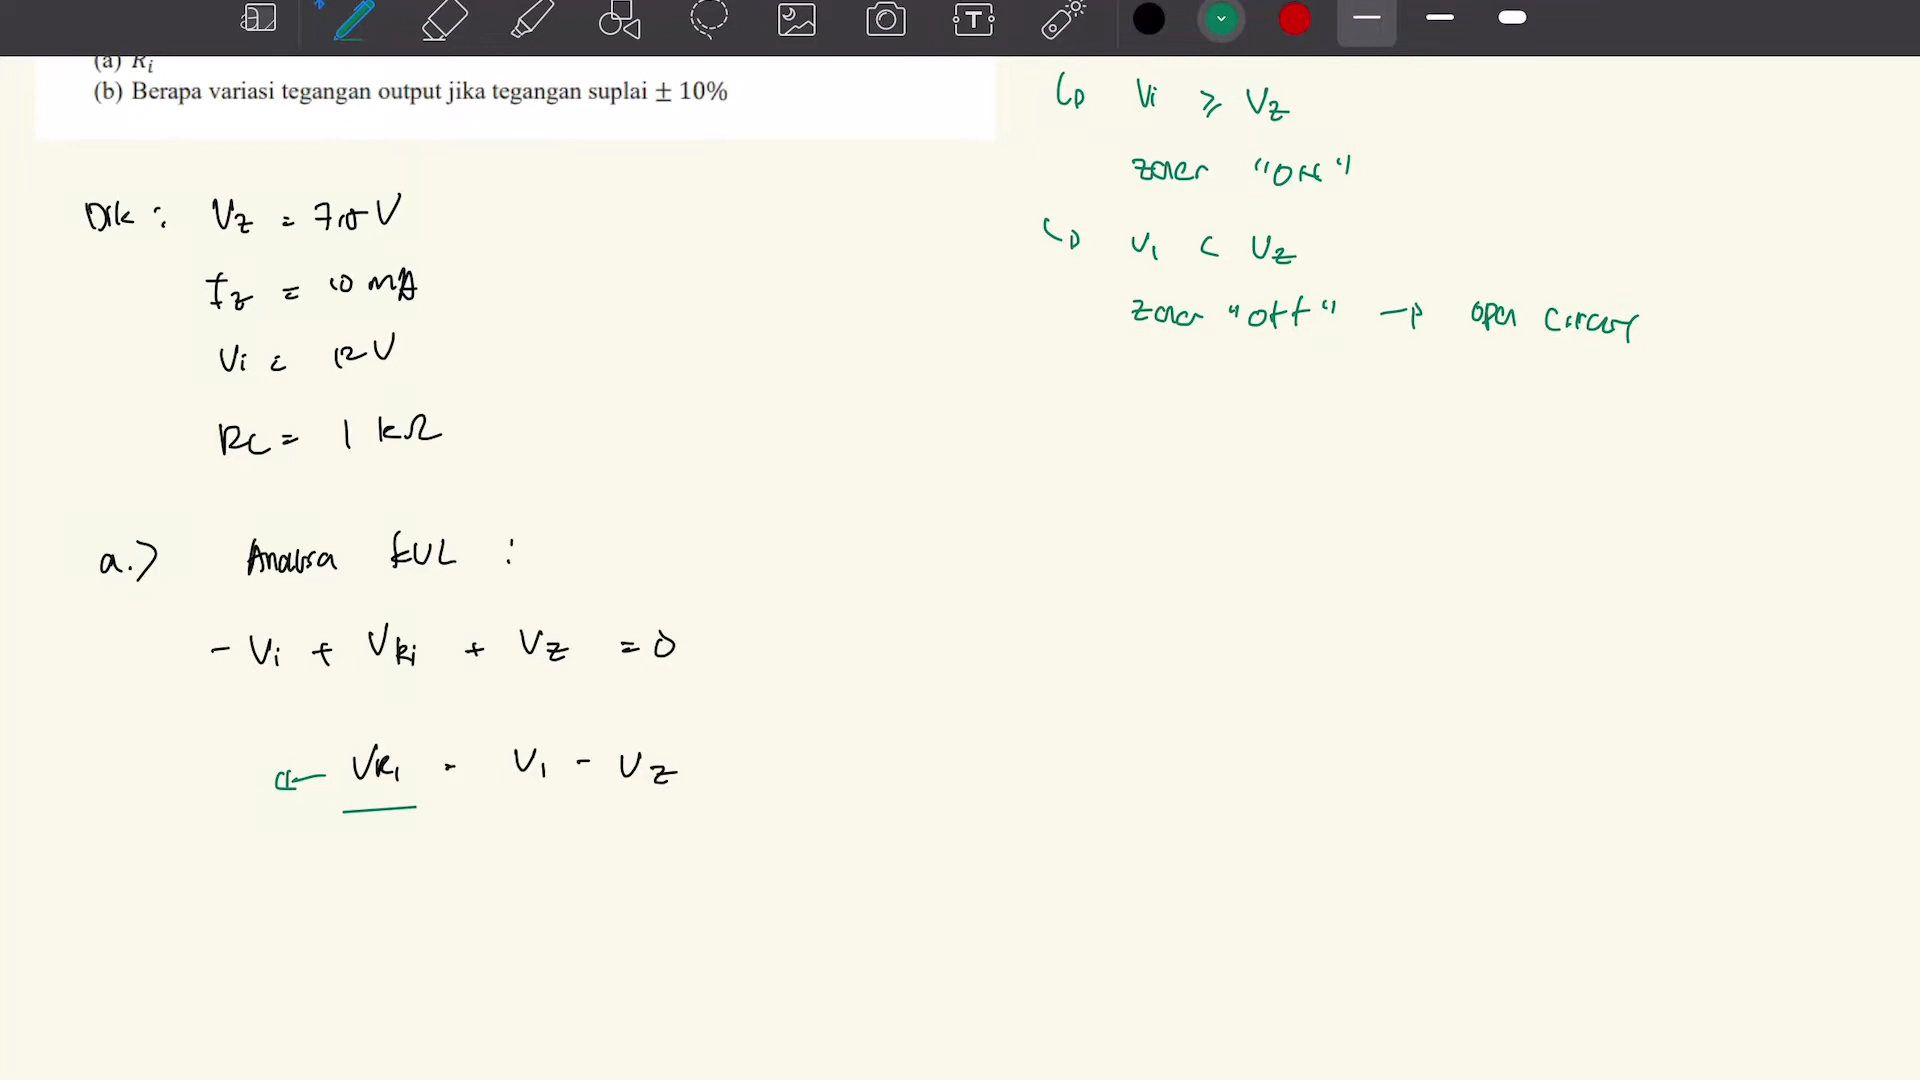 (a) Rᵢ
(b) Berapa variasi tegangan output jika tegangan suplai ± 10%
Dik : Vz = 7,5 V
Iz = 10 mA
Vi = 12 V
RL = 1 kΩ
a.) Analisa KVL :
- Vi + VRi + Vz = 0
VRi = Vi - Vz
Vi ≥ Vz
zener "ON"
Vi < Vz
zener "off" → open circuit